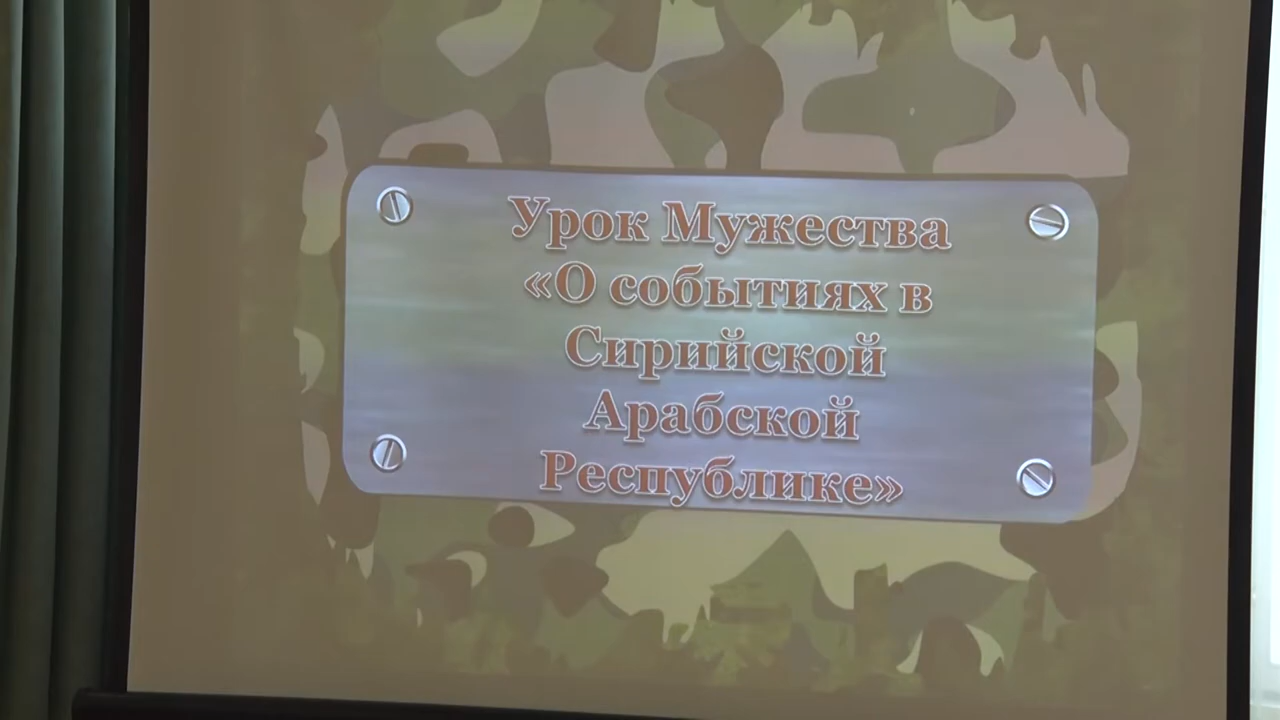 Урок Мужества
«О событиях в
Сирийской
Арабской
Республике»